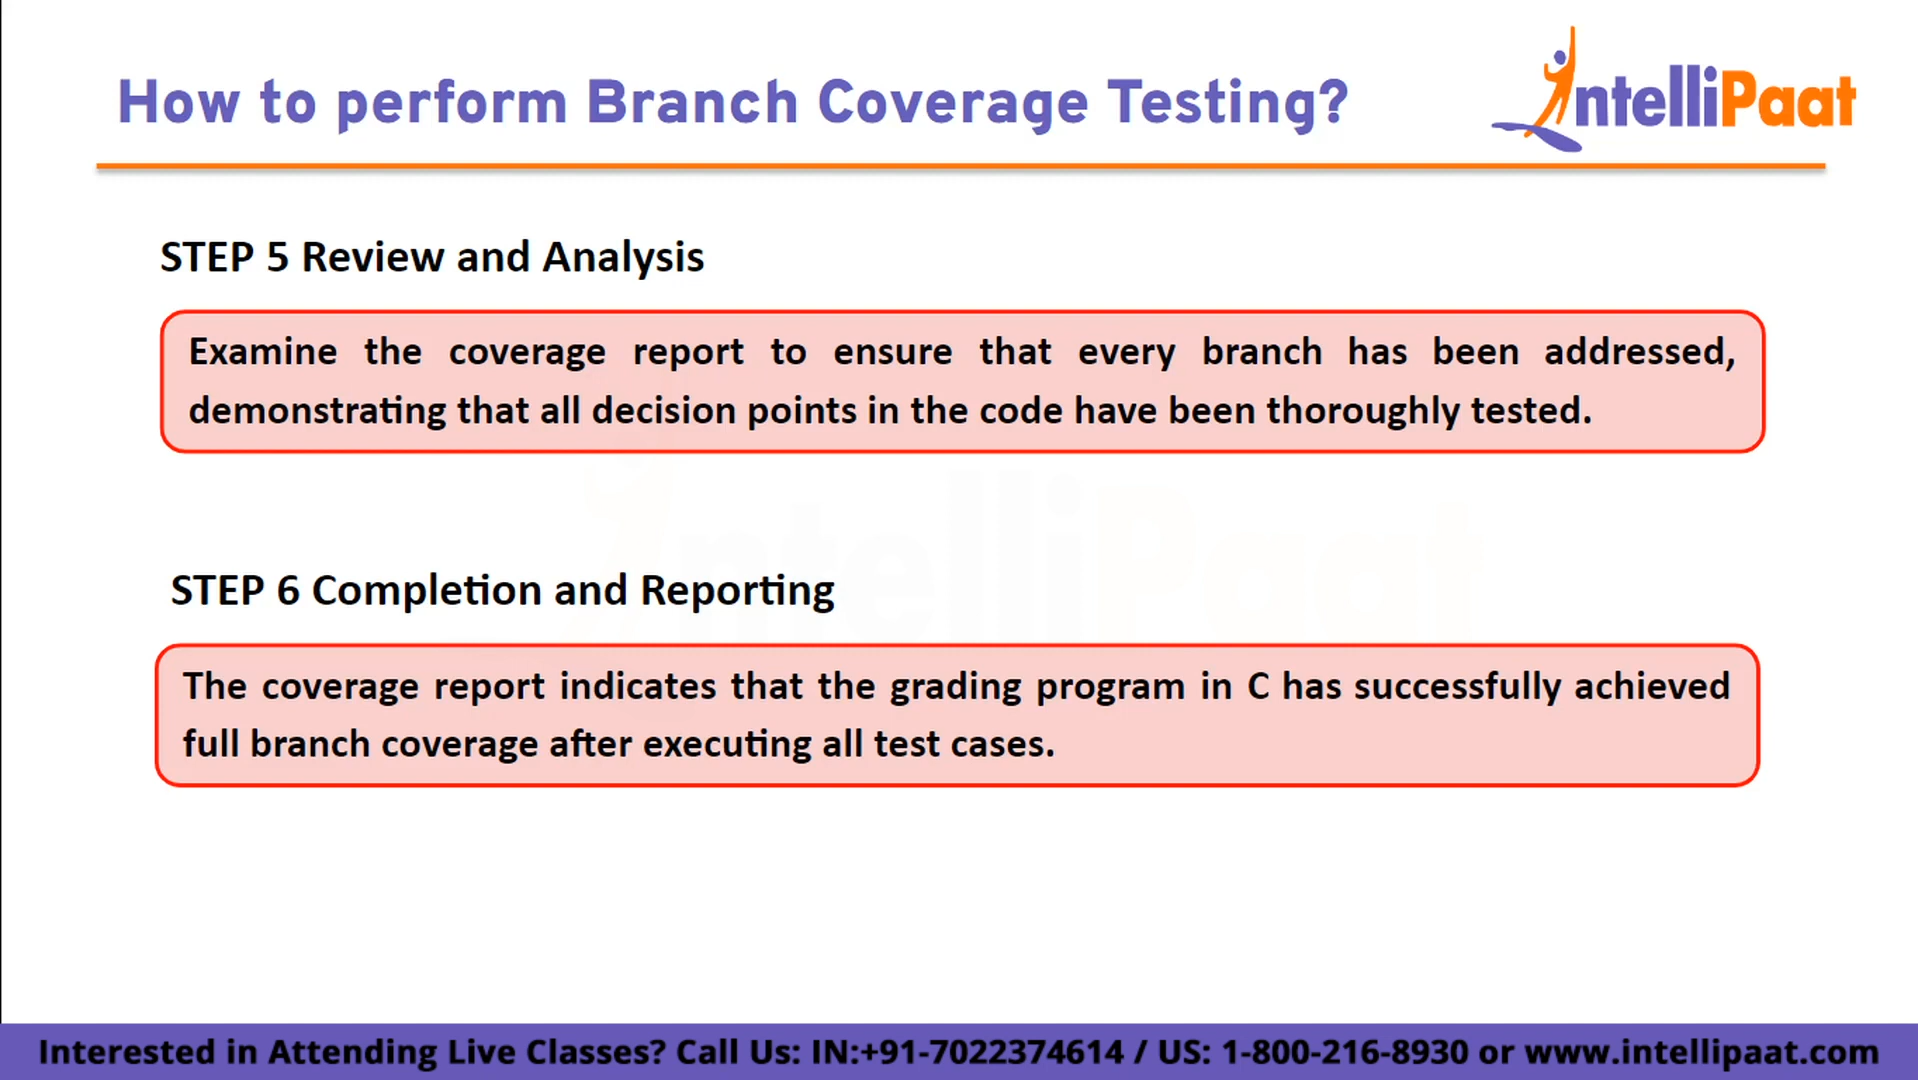 How to perform Branch Coverage Testing?
IntelliPaat
STEP 5 Review and Analysis
Examine the coverage report to ensure that every branch has been addressed,
demonstrating that all decision points in the code have been thoroughly tested.
IntelliPaat
STEP 6 Completion and Reporting
The coverage report indicates that the grading program in C has successfully achieved
full branch coverage after executing all test cases.
Interested in Attending Live Classes? Call Us: IN:+91-7022374614 / US: 1-800-216-8930 or www.intellipaat.com